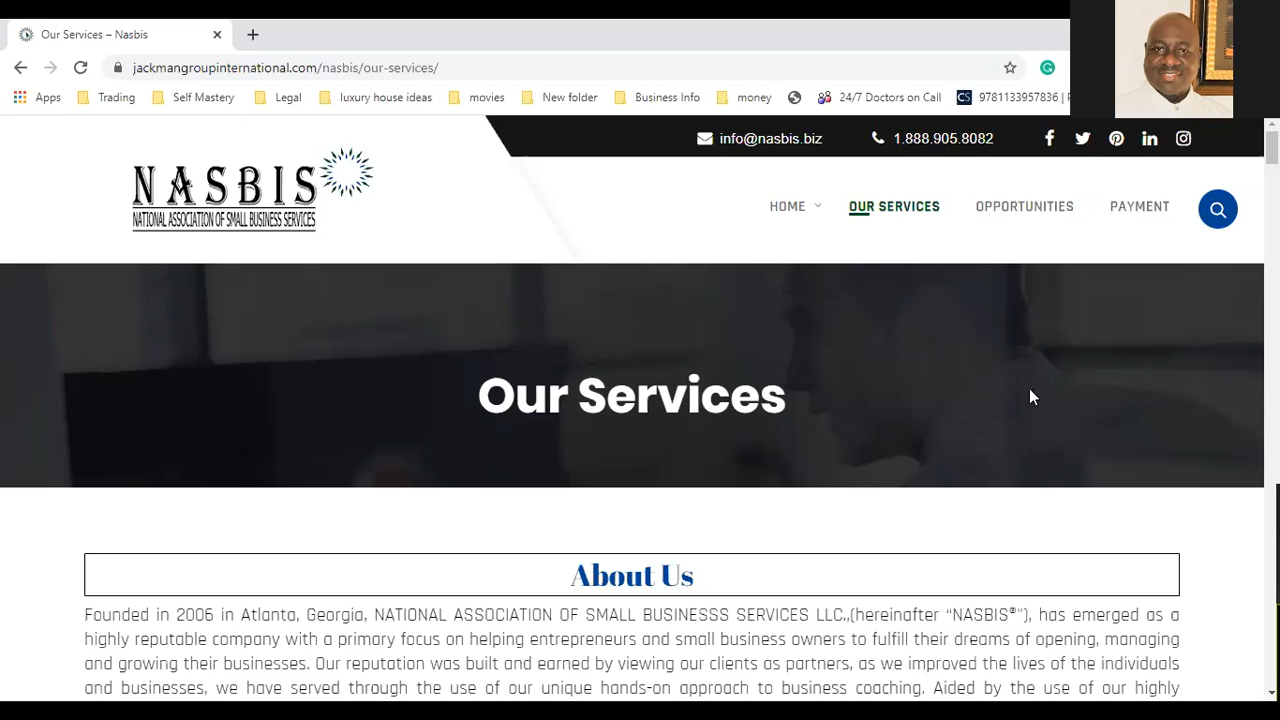 Our Services – Nasbis
jackmangroupinternational.com/nasbis/our-services/
Apps Trading Self Mastery Legal luxury house ideas movies New folder Business Info money 24/7 Doctors on Call CS 9781133957836 |
info@nasbis.biz 1.888.905.8082
NASBIS
NATIONAL ASSOCIATION OF SMALL BUSINESS SERVICES
HOME OUR SERVICES OPPORTUNITIES PAYMENT
Our Services
About Us
Founded in 2006 in Atlanta, Georgia, NATIONAL ASSOCIATION OF SMALL BUSINESSS SERVICES LLC.,(hereinafter “NASBIS®”), has emerged as a
highly reputable company with a primary focus on helping entrepreneurs and small business owners to fulfill their dreams of opening, managing
and growing their businesses. Our reputation was built and earned by viewing our clients as partners, as we improved the lives of the individuals
and businesses, we have served through the use of our unique hands-on approach to business coaching. Aided by the use of our highly